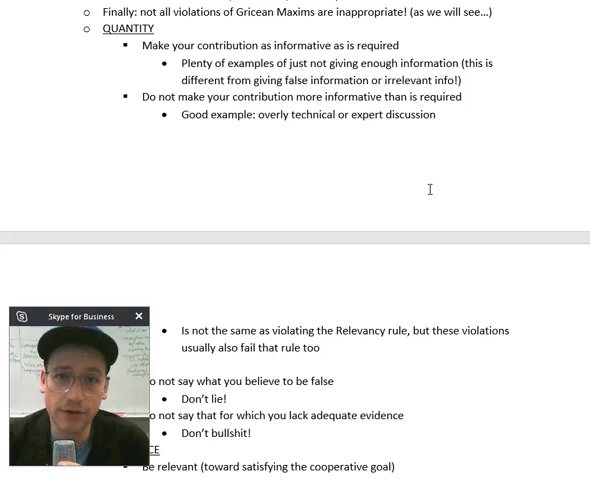 o Finally: not all violations of Gricean Maxims are inappropriate! (as we will see…)
o QUANTITY
▪ Make your contribution as informative as is required
• Plenty of examples of just not giving enough information (this is
different from giving false information or irrelevant info!)
▪ Do not make your contribution more informative than is required
• Good example: overly technical or expert discussion
Skype for Business
• Is not the same as violating the Relevancy rule, but these violations
usually also fail that rule too
o not say what you believe to be false
• Don't lie!
o not say that for which you lack adequate evidence
• Don't bullshit!
CE
Be relevant (toward satisfying the cooperative goal)